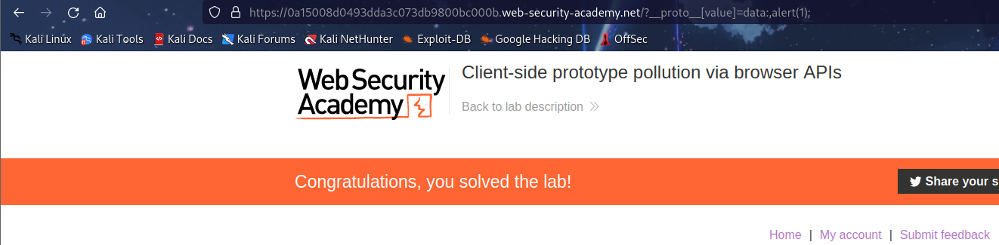 https://0a15008d0493dda3c073db9800bc000b.web-security-academy.net/?__proto__[value]=data:,alert(1);
Kali Linux Kali Tools Kali Docs Kali Forums Kali NetHunter Exploit-DB Google Hacking DB OffSec
WebSecurity
Academy
Client-side prototype pollution via browser APIs
Back to lab description
Congratulations, you solved the lab!
Share your s
Home | My account | Submit feedback